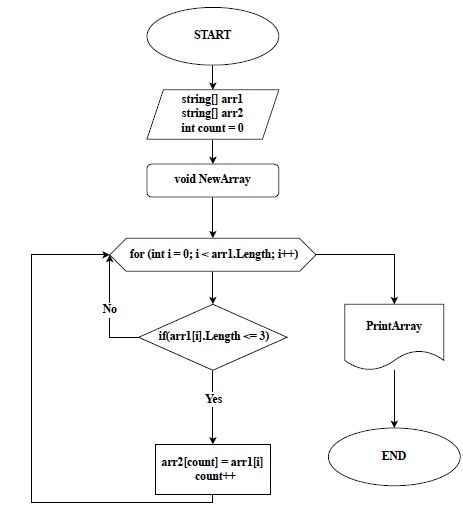 START
string[] arr1
string[] arr2
int count = 0
void NewArray
for (int i = 0; i < arr1.Length; i++)
No
if(arr1[i].Length <= 3)
PrintArray
Yes
arr2[count] = arr1[i]
count++
END